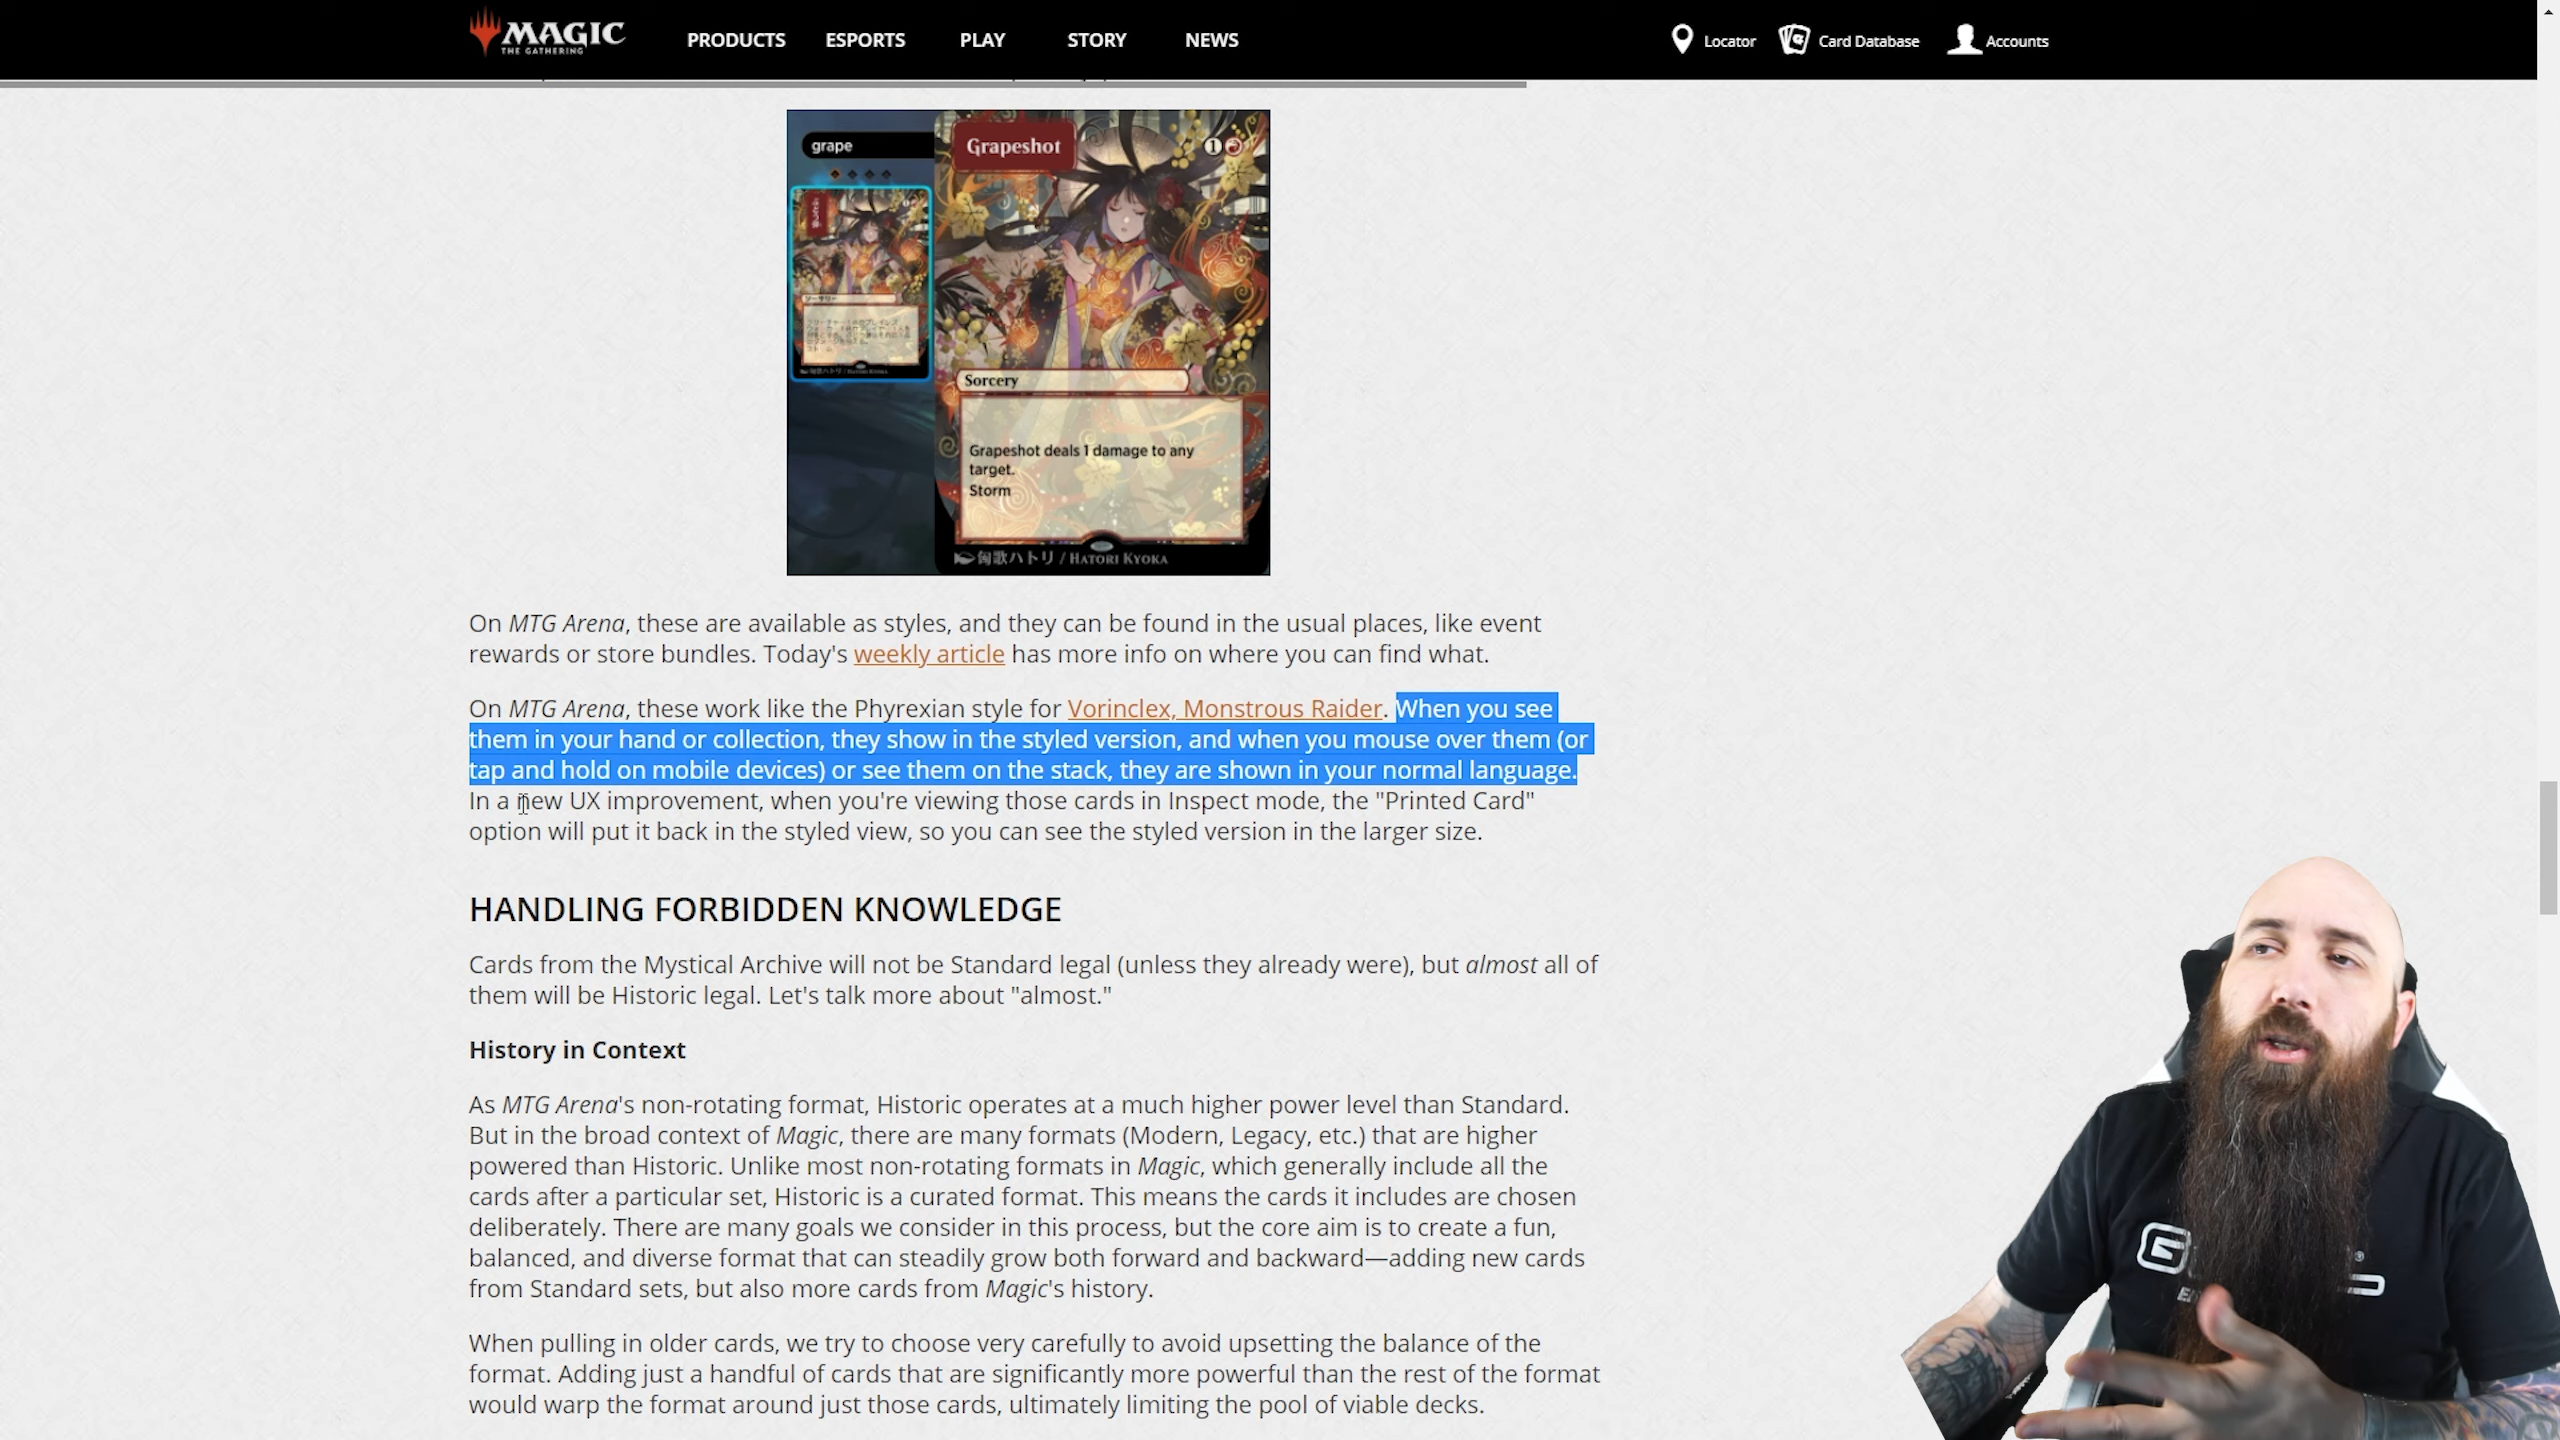 MAGIC
THE GATHERING
PRODUCTS
ESPORTS
PLAY
STORY
NEWS
Locator
Card Database
Accounts
grape
Grapeshot
1
Sorcery
Grapeshot deals 1 damage to any
target.
Storm
匈歌ハトリ / HATORI KYOKA
On MTG Arena, these are available as styles, and they can be found in the usual places, like event
rewards or store bundles. Today's weekly article has more info on where you can find what.
On MTG Arena, these work like the Phyrexian style for Vorinclex, Monstrous Raider. When you see
them in your hand or collection, they show in the styled version, and when you mouse over them (or
tap and hold on mobile devices) or see them on the stack, they are shown in your normal language.
In a new UX improvement, when you're viewing those cards in Inspect mode, the "Printed Card"
option will put it back in the styled view, so you can see the styled version in the larger size.
HANDLING FORBIDDEN KNOWLEDGE
Cards from the Mystical Archive will not be Standard legal (unless they already were), but almost all of
them will be Historic legal. Let's talk more about "almost."
History in Context
As MTG Arena's non-rotating format, Historic operates at a much higher power level than Standard.
But in the broad context of Magic, there are many formats (Modern, Legacy, etc.) that are higher
powered than Historic. Unlike most non-rotating formats in Magic, which generally include all the
cards after a particular set, Historic is a curated format. This means the cards it includes are chosen
deliberately. There are many goals we consider in this process, but the core aim is to create a fun,
balanced, and diverse format that can steadily grow both forward and backward—adding new cards
from Standard sets, but also more cards from Magic's history.
When pulling in older cards, we try to choose very carefully to avoid upsetting the balance of the
format. Adding just a handful of cards that are significantly more powerful than the rest of the format
would warp the format around just those cards, ultimately limiting the pool of viable decks.